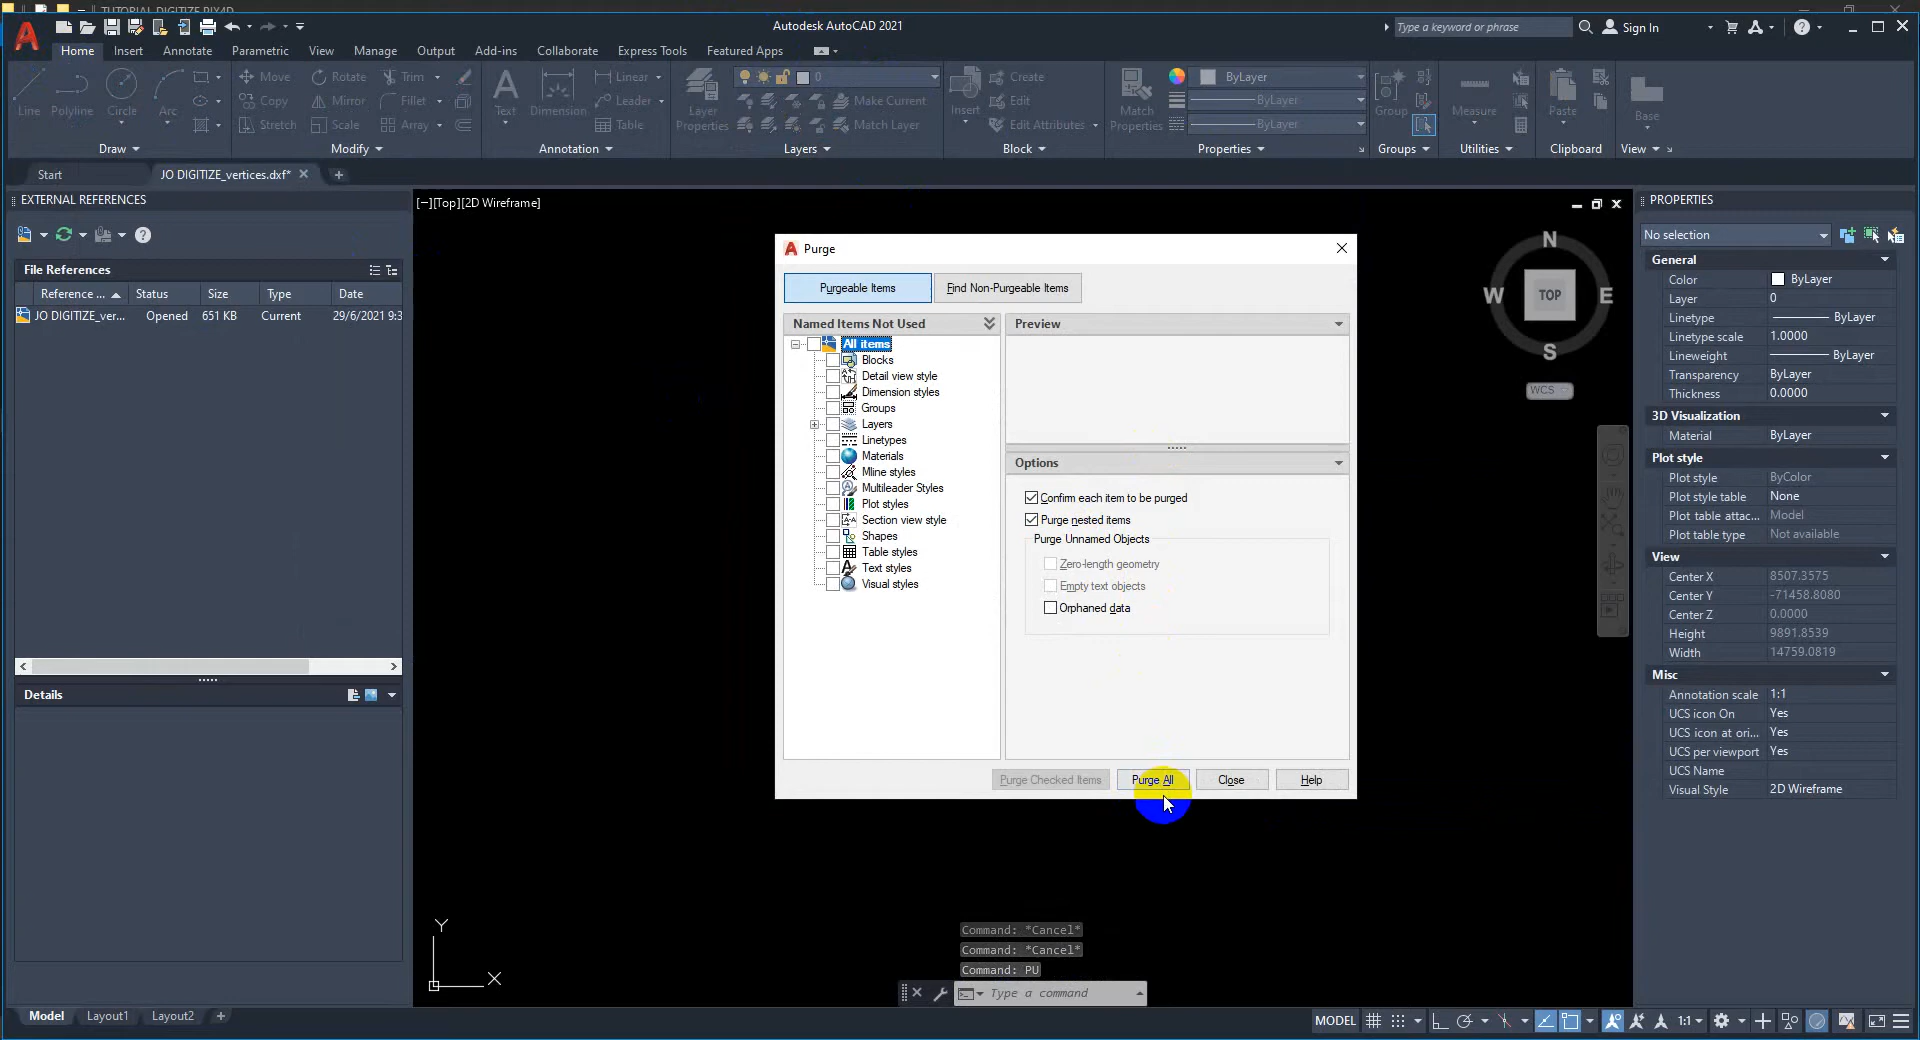 TUTORIAL DIGITIZE PIX4D
Autodesk AutoCAD 2021
Type a keyword or phrase
Sign In
Home Insert Annotate Parametric View Manage Output Add-ins Collaborate Express Tools Featured Apps
Line Polyline Circle Arc
Move Rotate Trim
Copy Mirror Fillet
Stretch Scale Array
Text Dimension
Linear
Leader
Table
Layer Properties
0
Make Current
Match Layer
Insert
Create
Edit
Edit Attributes
Match Properties
ByLayer
ByLayer
ByLayer
Group
Measure
Paste
Base
Draw Modify Annotation Layers Block Properties Groups Utilities Clipboard View
Start JO DIGITIZE_vertices.dxf*
EXTERNAL REFERENCES
File References
Reference ... Status Size Type Date
JO DIGITIZE_ver... Opened 651 KB Current 29/6/2021 9:3
Details
[−][Top][2D Wireframe]
Purge
Purgeable Items Find Non-Purgeable Items
Named Items Not Used
All items
Blocks
Detail view style
Dimension styles
Groups
Layers
Linetypes
Materials
Mline styles
Multileader Styles
Plot styles
Section view style
Shapes
Table styles
Text styles
Visual styles
Preview
Options
Confirm each item to be purged
Purge nested items
Purge Unnamed Objects
Zero-length geometry
Empty text objects
Orphaned data
Purge Checked Items Purge All Close Help
N
W TOP E
S
WCS
PROPERTIES
No selection
General
Color ByLayer
Layer 0
Linetype ByLayer
Linetype scale 1.0000
Lineweight ByLayer
Transparency ByLayer
Thickness 0.0000
3D Visualization
Material ByLayer
Plot style
Plot style ByColor
Plot style table None
Plot table attac... Model
Plot table type Not available
View
Center X 8507.3575
Center Y -71458.8080
Center Z 0.0000
Height 9891.8539
Width 14759.0819
Misc
Annotation scale 1:1
UCS icon On Yes
UCS icon at ori... Yes
UCS per viewport Yes
UCS Name
Visual Style 2D Wireframe
Y
X
Command: *Cancel*
Command: *Cancel*
Command: PU
Type a command
Model Layout1 Layout2
MODEL 1:1